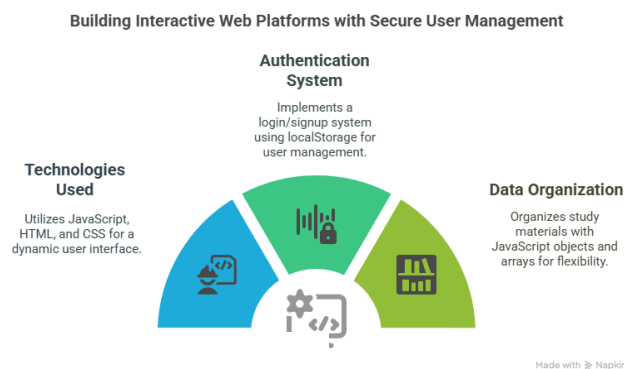 Building Interactive Web Platforms with Secure User Management
Authentication
System
Implements a
login/signup system
using localStorage for
user management.
Technologies
Used
Utilizes JavaScript,
HTML, and CSS for a
dynamic user interface.
Data Organization
Organizes study
materials with
JavaScript objects and
arrays for flexibility.
Made with Napkin